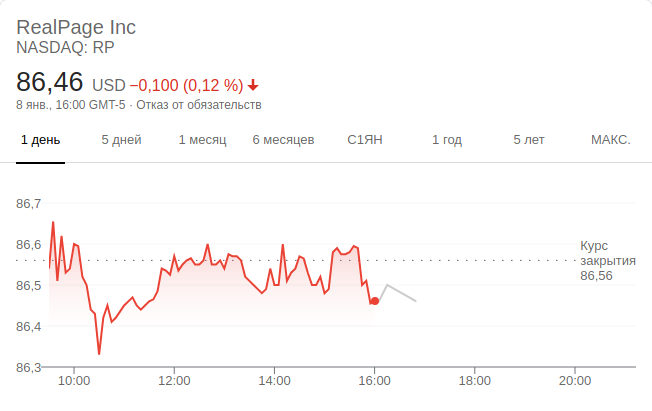 RealPage Inc
NASDAQ: RP
86,46 USD −0,100 (0,12 %)
8 янв., 16:00 GMT-5 · Отказ от обязательств
1 день 5 дней 1 месяц 6 месяцев С1ЯН 1 год 5 лет МАКС.
86,7
86,6
Курс
закрытия
86,56
86,5
86,4
86,3
10:00 12:00 14:00 16:00 18:00 20:00